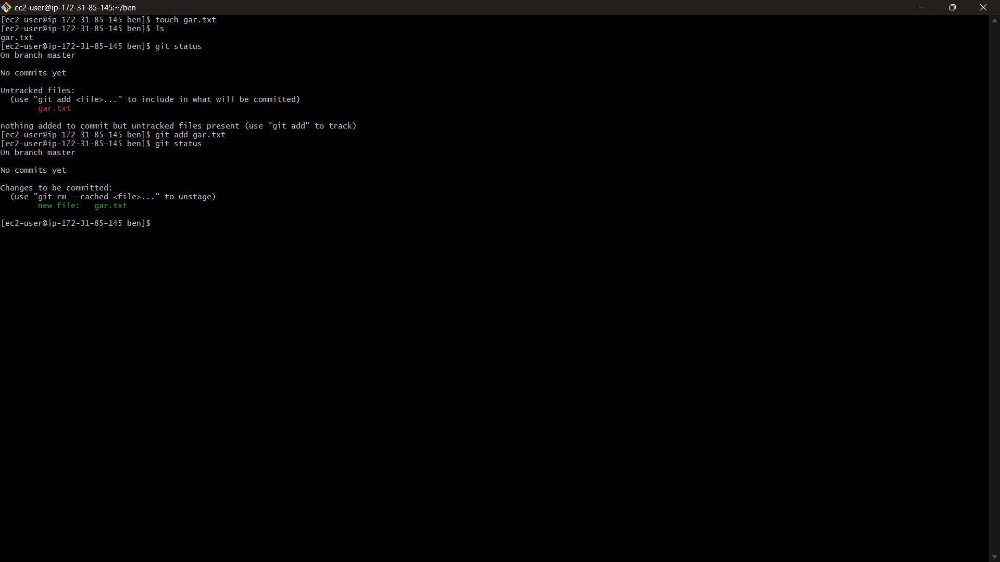 ec2-user@ip-172-31-85-145:~/ben
[ec2-user@ip-172-31-85-145 ben]$ touch gar.txt
[ec2-user@ip-172-31-85-145 ben]$ ls
gar.txt
[ec2-user@ip-172-31-85-145 ben]$ git status
On branch master

No commits yet

Untracked files:
  (use "git add <file>..." to include in what will be committed)
        gar.txt

nothing added to commit but untracked files present (use "git add" to track)
[ec2-user@ip-172-31-85-145 ben]$ git add gar.txt
[ec2-user@ip-172-31-85-145 ben]$ git status
On branch master

No commits yet

Changes to be committed:
  (use "git rm --cached <file>..." to unstage)
        new file:   gar.txt

[ec2-user@ip-172-31-85-145 ben]$